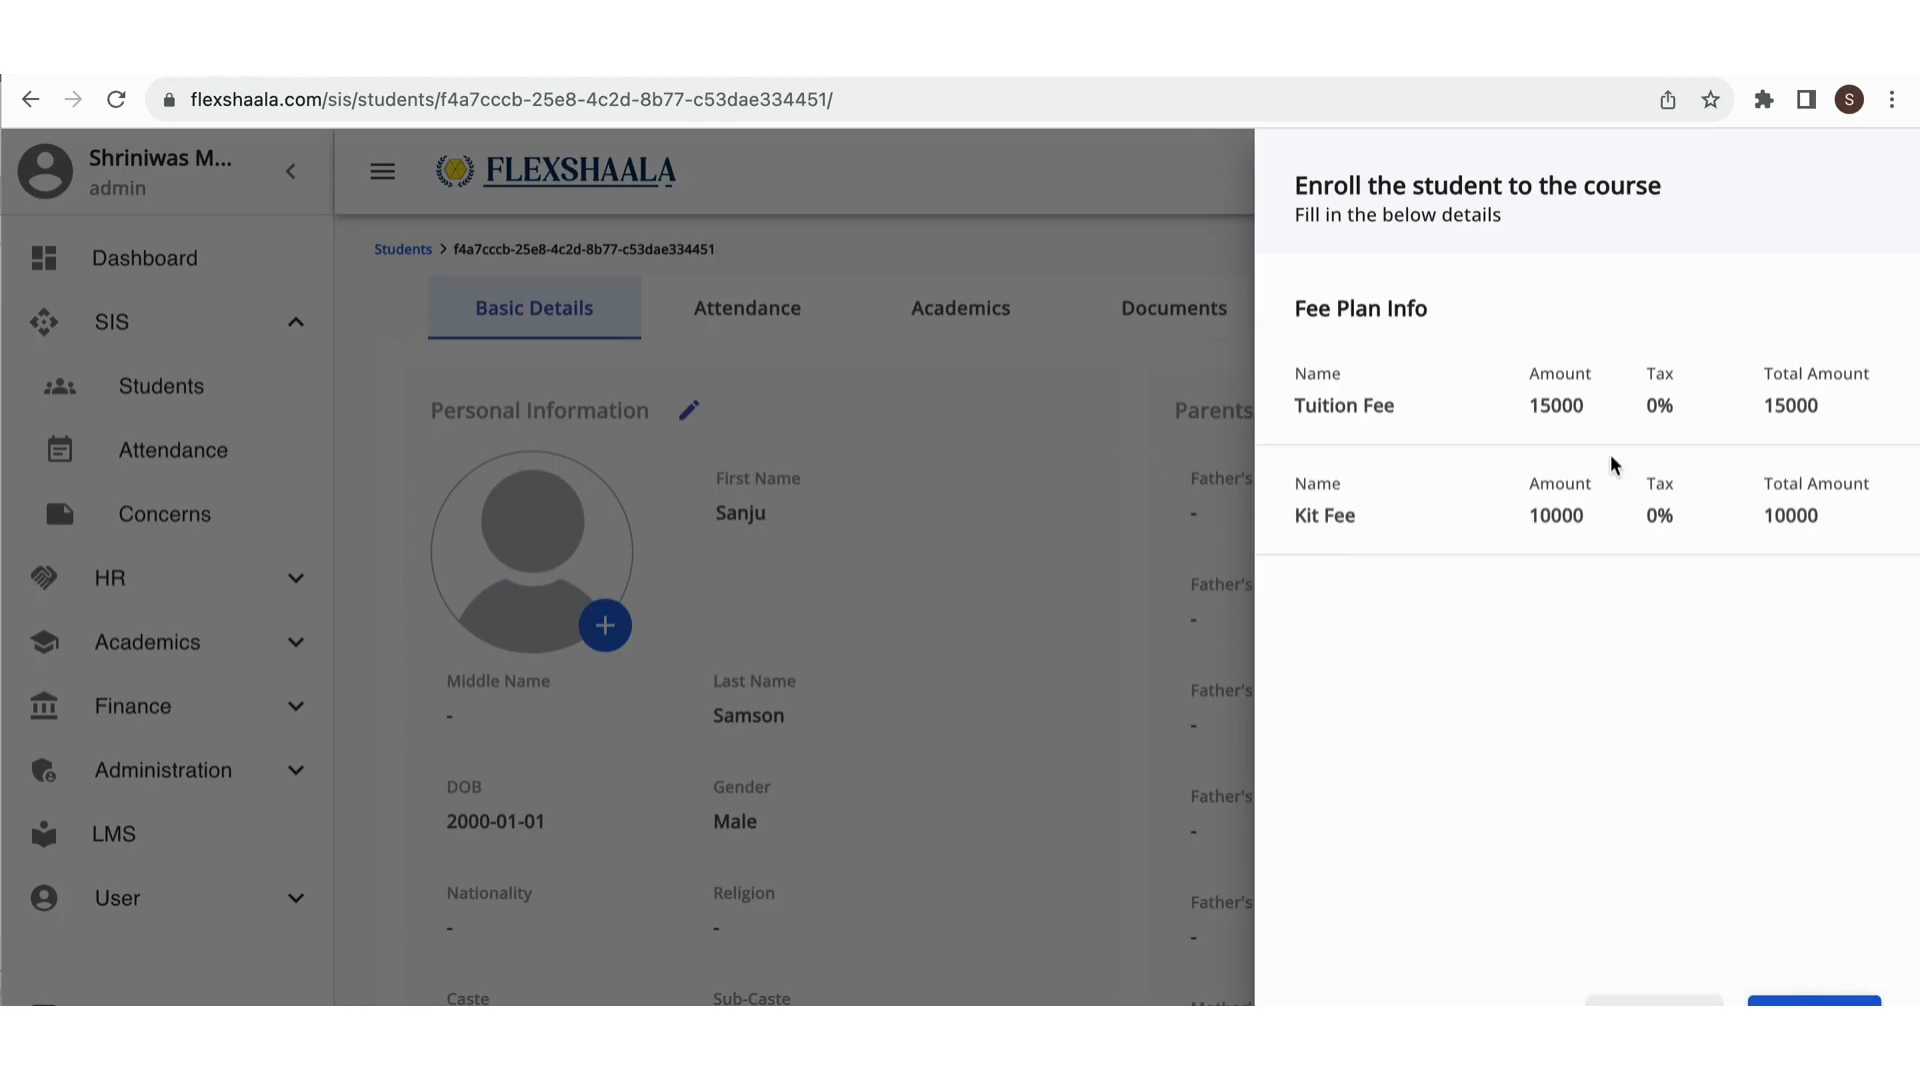 flexshaala.com/sis/students/f4a7cccb-25e8-4c2d-8b77-c53dae334451/
S
Shriniwas M...
admin
FLEXSHAALA
Enroll the student to the course
Fill in the below details
Students > f4a7cccb-25e8-4c2d-8b77-c53dae334451
Dashboard
SIS
Students
Attendance
Concerns
HR
Academics
Finance
Administration
LMS
User
Basic Details Attendance Academics Documents
Personal Information
First Name
Sanju
Middle Name Last Name
- Samson
DOB Gender
2000-01-01 Male
Nationality Religion
- -
Caste Sub-Caste
Parents
Father's
-
Father's
-
Father's
-
Father's
-
Father's
-
Fee Plan Info
Name Amount Tax Total Amount
Tuition Fee 15000 0% 15000
Name Amount Tax Total Amount
Kit Fee 10000 0% 10000